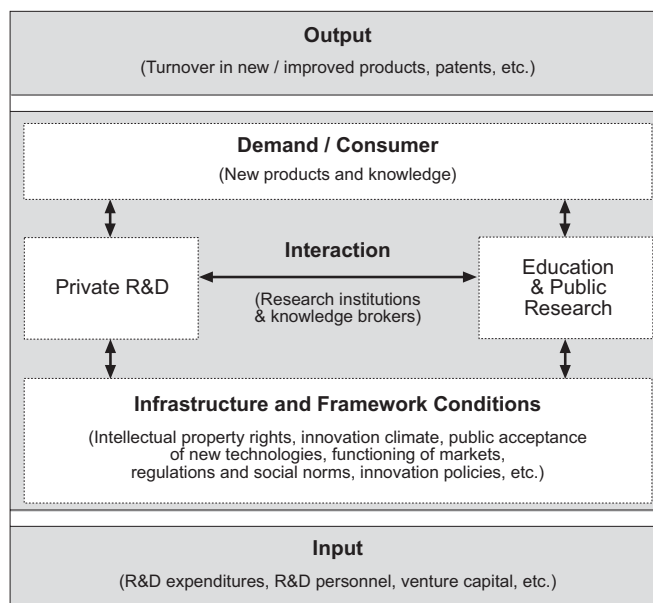 Output
(Turnover in new / improved products, patents, etc.)
Demand / Consumer
(New products and knowledge)
Private R&D
Interaction
(Research institutions
& knowledge brokers)
Education
& Public
Research
Infrastructure and Framework Conditions
(Intellectual property rights, innovation climate, public acceptance
of new technologies, functioning of markets,
regulations and social norms, innovation policies, etc.)
Input
(R&D expenditures, R&D personnel, venture capital, etc.)